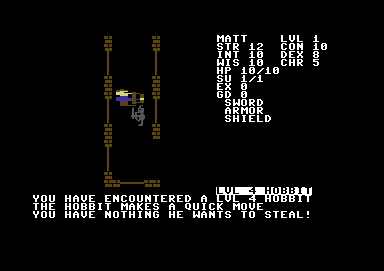 MATT LVL 1
STR 12 CON 10
INT 10 DEX 8
WIS 10 CHR 5
HP 10/10
SU 1/1
EX 0
GD 0
SWORD
ARMOR
SHIELD
LVL 4 HOBBIT
YOU HAVE ENCOUNTERED A LVL 4 HOBBIT
THE HOBBIT MAKES A QUICK MOVE
YOU HAVE NOTHING HE WANTS TO STEAL!